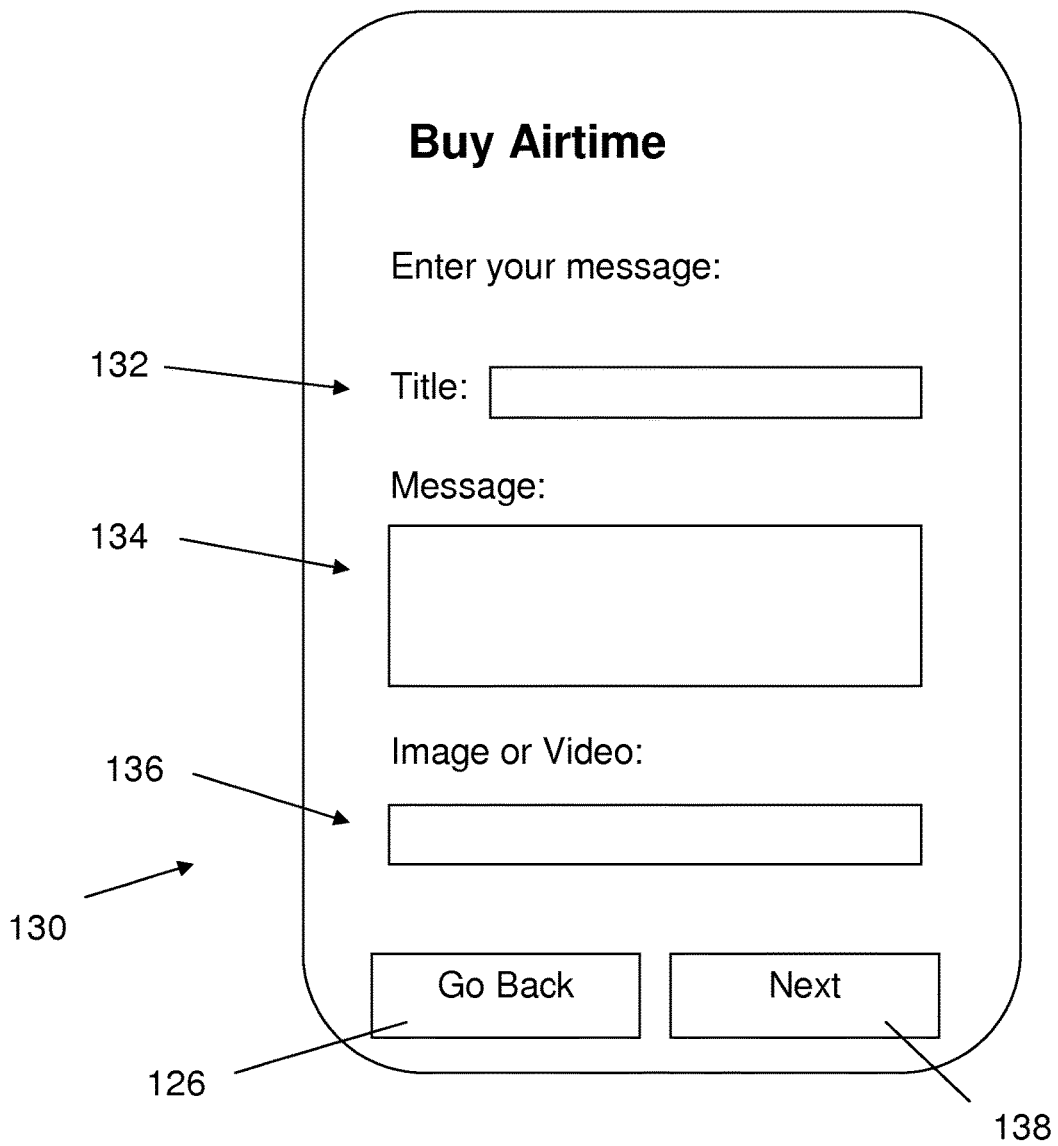 Buy Airtime
Enter your message:
132
Title:
Message:
134
Image or Video:
136
130
Go Back
Next
126
138